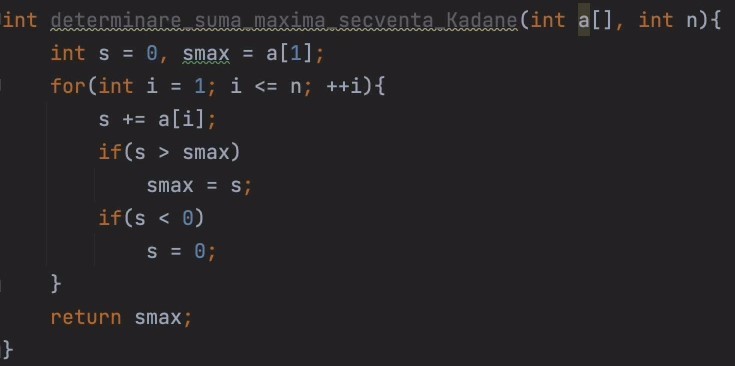 int determinare_suma_maxima_secventa_Kadane(int a[], int n){
    int s = 0, smax = a[1];
    for(int i = 1; i <= n; ++i){
        s += a[i];
        if(s > smax)
            smax = s;
        if(s < 0)
            s = 0;
    }
    return smax;
}